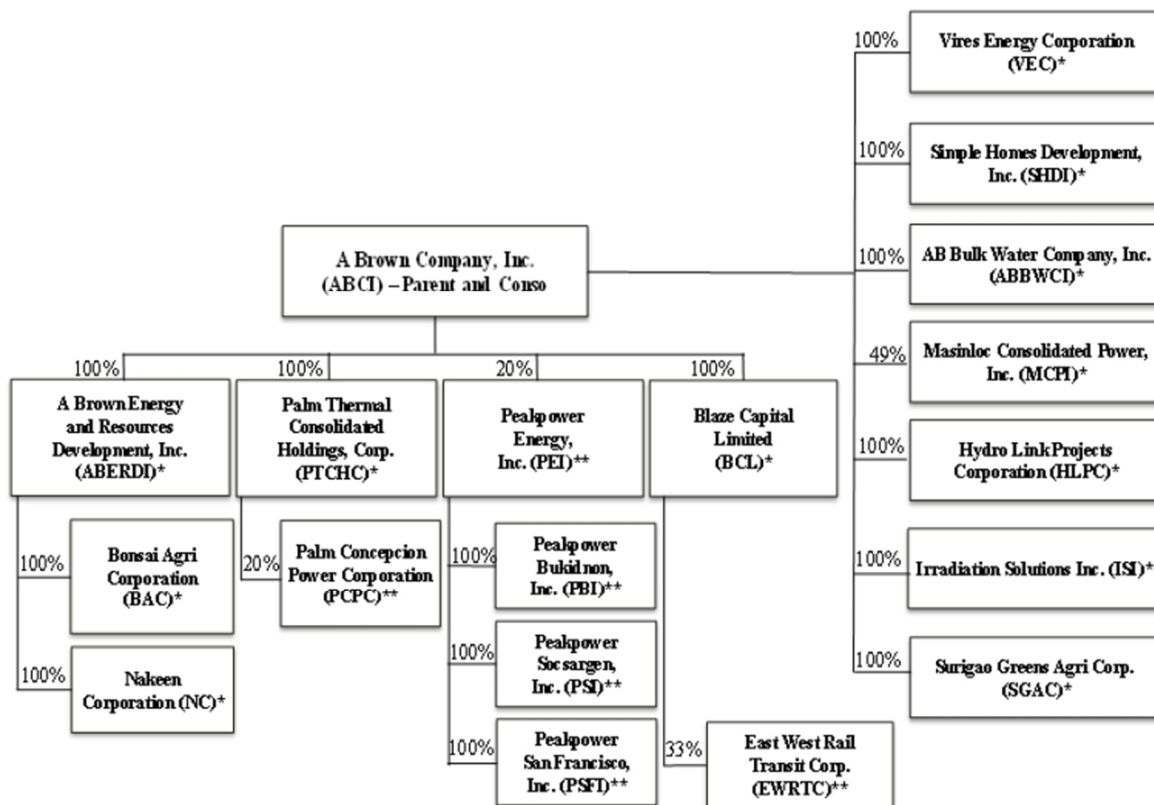 100%
Vires Energy Corporation
(VEC)*
100%
Simple Homes Development,
Inc. (SHDI)*
A Brown Company, Inc.
(ABCI) – Parent and Conso
100%
AB Bulk Water Company, Inc.
(ABBWCI)*
49%
Masinloc Consolidated Power,
Inc. (MCPI)*
100%
Hydro Link Projects
Corporation (HLPC)*
100%
Irradiation Solutions Inc. (ISI)*
100%
Surigao Greens Agri Corp.
(SGAC)*
100%
A Brown Energy
and Resources
Development, Inc.
(ABERDI)*
100%
Palm Thermal
Consolidated
Holdings, Corp.
(PTCHC)*
20%
Peakpower
Energy,
Inc. (PEI)**
100%
Blaze Capital
Limited
(BCL)*
100%
Bonsai Agri
Corporation
(BAC)*
100%
Nakeen
Corporation (NC)*
20%
Palm Concepcion
Power Corporation
(PCPC)**
100%
Peakpower
Bukidnon,
Inc. (PBI)**
100%
Peakpower
Socsargen,
Inc. (PSI)**
100%
Peakpower
San Francisco,
Inc. (PSFI)**
33%
East West Rail
Transit Corp.
(EWRTC)**